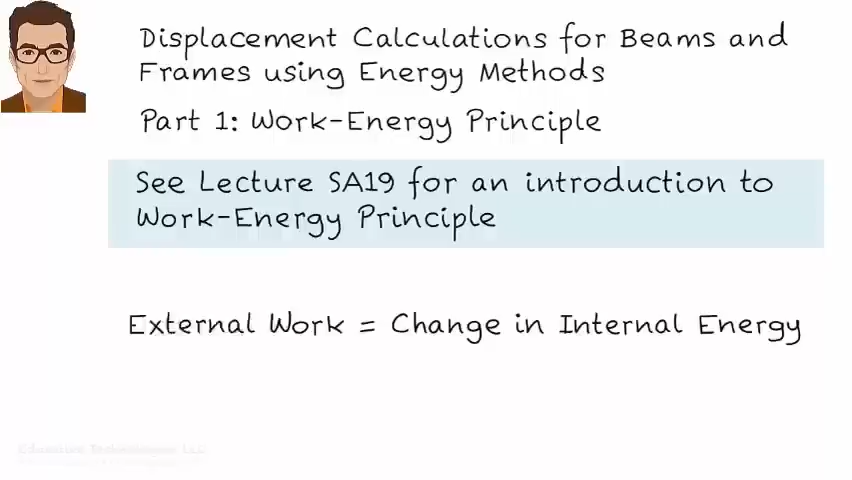 Displacement Calculations for Beams and
Frames using Energy Methods
Part 1: Work-Energy Principle
See Lecture SA19 for an introduction to
Work-Energy Principle
External Work = Change in Internal Energy